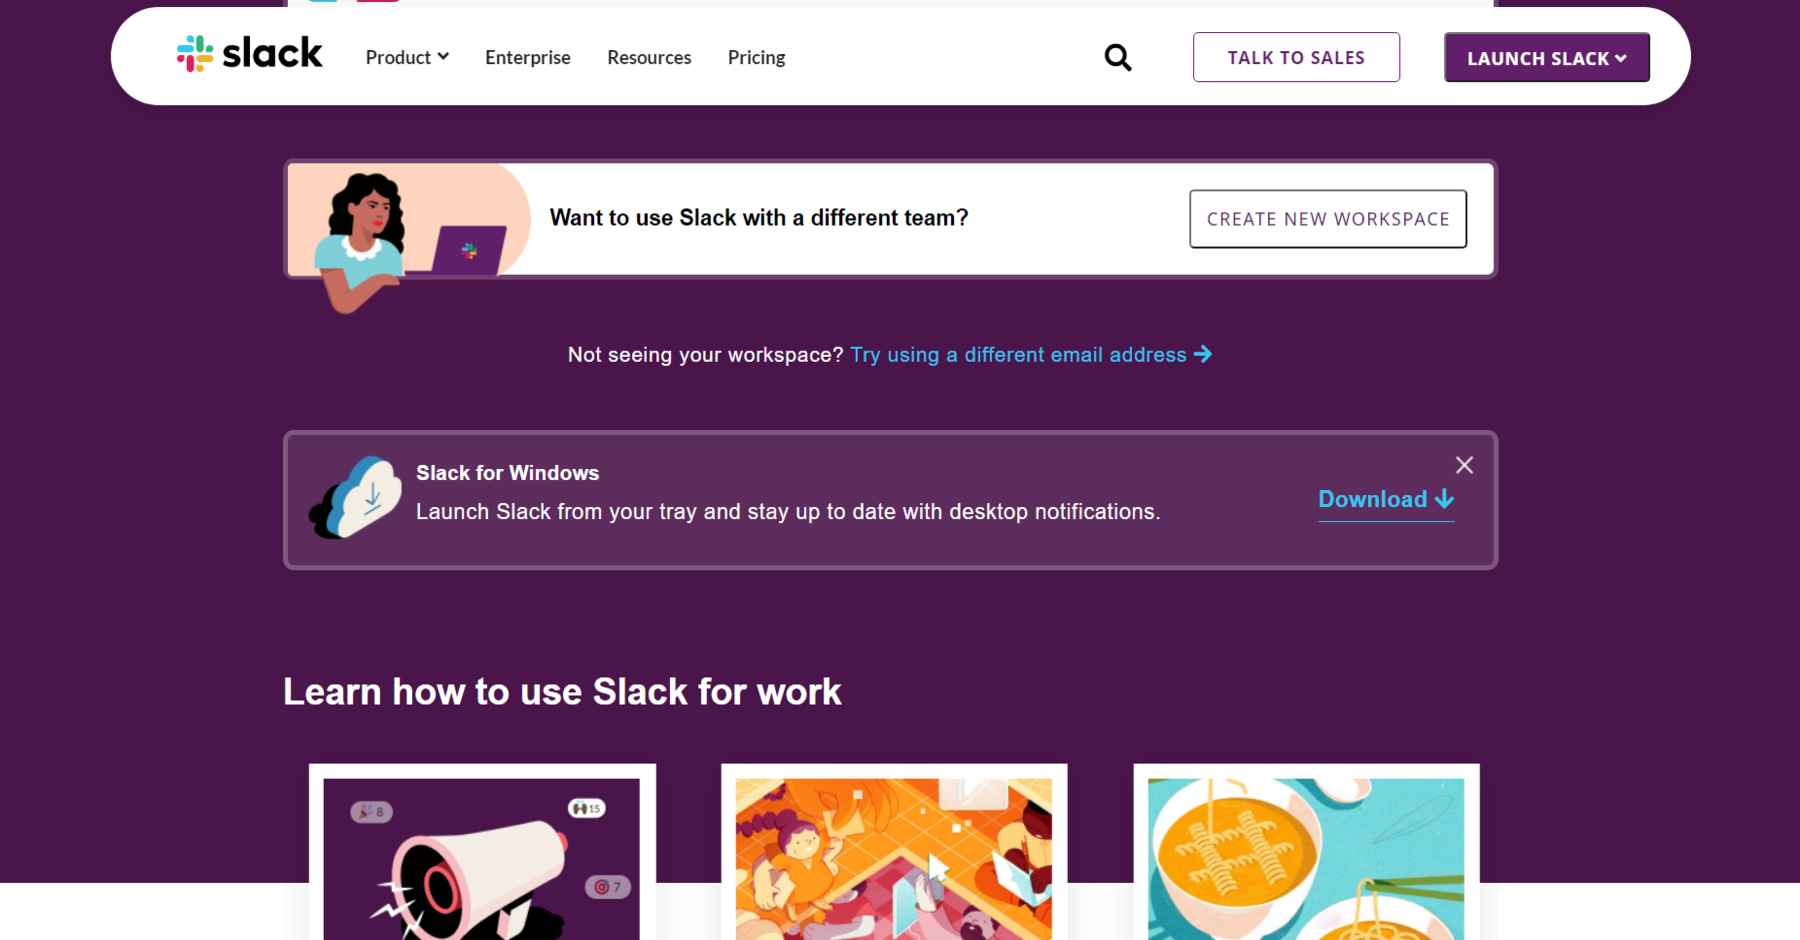 slack
Product
Enterprise
Resources
Pricing
TALK TO SALES
LAUNCH SLACK
Want to use Slack with a different team?
CREATE NEW WORKSPACE
Not seeing your workspace? Try using a different email address
Slack for Windows
Launch Slack from your tray and stay up to date with desktop notifications.
Download
Learn how to use Slack for work
8
15
7